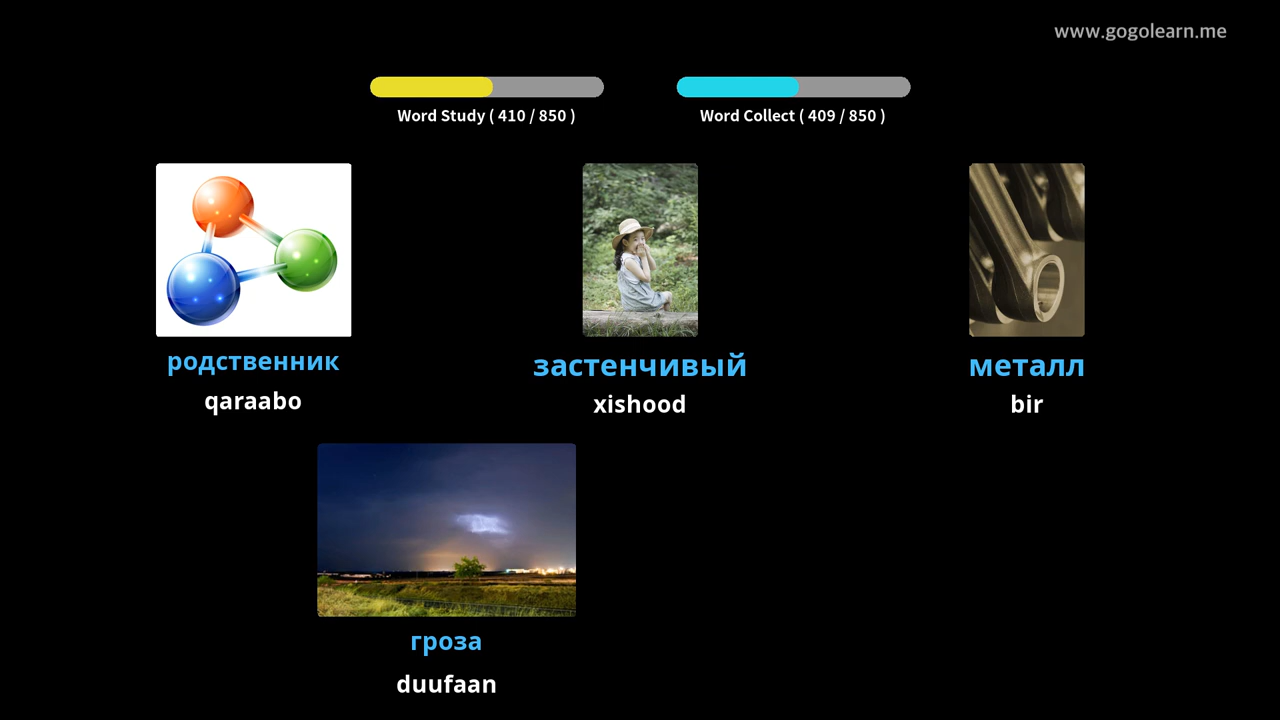 www.gogolearn.me
Word Study ( 410 / 850 )
Word Collect ( 409 / 850 )
родственник
qaraabo
застенчивый
xishood
металл
bir
гроза
duufaan